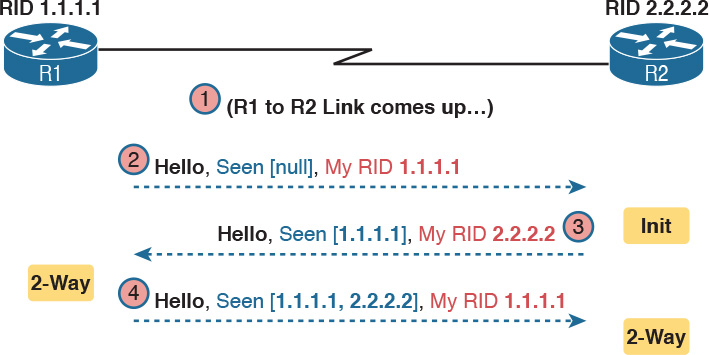 RID 1.1.1.1
RID 2.2.2.2
R1
R2
1 (R1 to R2 Link comes up...)
2 Hello, Seen [null], My RID 1.1.1.1
Hello, Seen [1.1.1.1], My RID 2.2.2.2 3
Init
2-Way
4 Hello, Seen [1.1.1.1, 2.2.2.2], My RID 1.1.1.1
2-Way